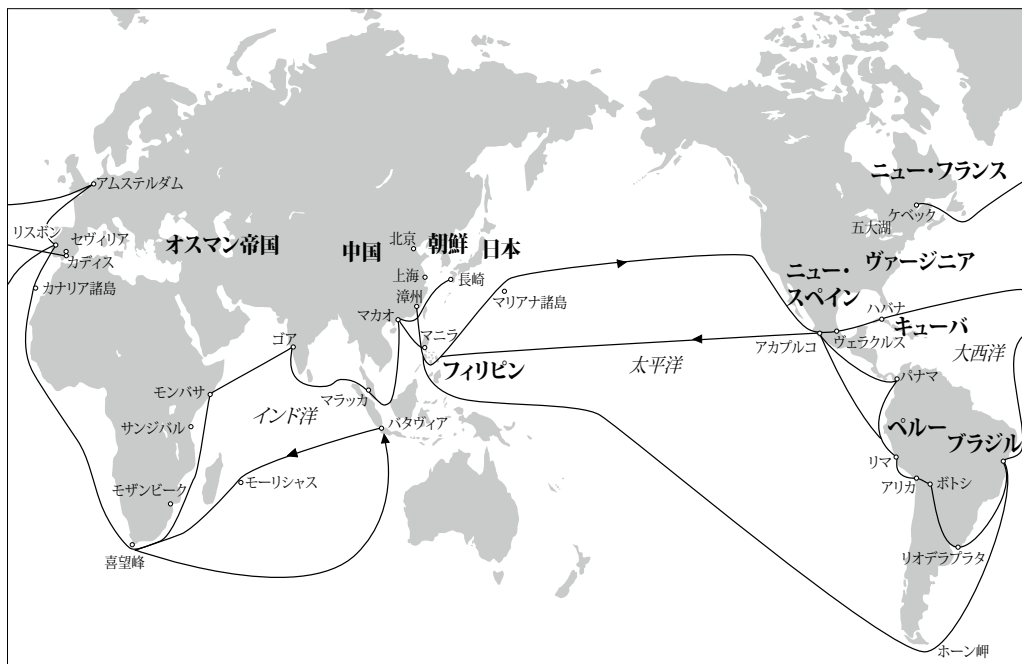 ニュー・フランス
ケベック
五大湖
アムステルダム
リスボン
セヴィリア
カディス
オスマン帝国
中国
北京
朝鮮
日本
ヴァージニア
カナリア諸島
上海
長崎
漳州
マリアナ諸島
ニュー・
スペイン
ハバナ
マカオ
キューバ
ゴア
マニラ
アカプルコ
ヴェラクルス
大西洋
フィリピン
太平洋
パナマ
モンバサ
マラッカ
インド洋
サンジバル
バタヴィア
ペルー
ブラジル
リマ
モーリシャス
アリカ
ボトシ
モザンビーク
喜望峰
リオデラプラタ
ホーン岬